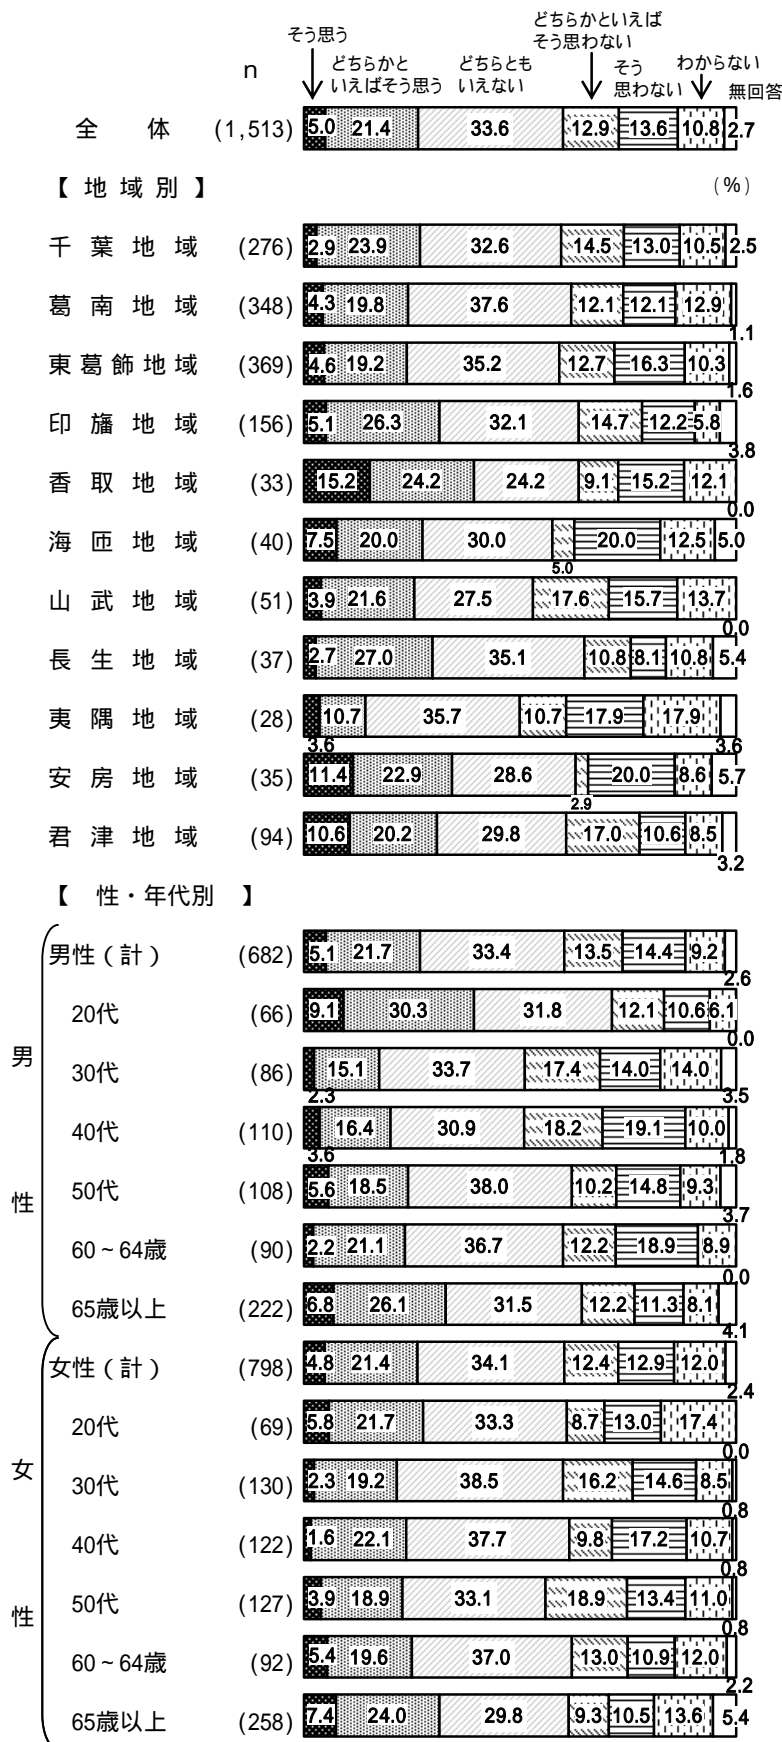 そう思う
どちらかと
いえばそう思う
どちらとも
いえない
どちらかといえば
そう思わない
そう
思わない
わからない
無回答
n
全 体 (1,513) 5.0 21.4 33.6 12.9 13.6 10.8 2.7
【 地 域 別 】 (%)
千 葉 地 域 (276) 2.9 23.9 32.6 14.5 13.0 10.5 2.5
葛 南 地 域 (348) 4.3 19.8 37.6 12.1 12.1 12.9 1.1
東 葛 飾 地 域 (369) 4.6 19.2 35.2 12.7 16.3 10.3 1.6
印 旛 地 域 (156) 5.1 26.3 32.1 14.7 12.2 5.8 3.8
香 取 地 域 (33) 15.2 24.2 24.2 9.1 15.2 12.1 0.0
海 匝 地 域 (40) 7.5 20.0 30.0 5.0 20.0 12.5 5.0
山 武 地 域 (51) 3.9 21.6 27.5 17.6 15.7 13.7 0.0
長 生 地 域 (37) 2.7 27.0 35.1 10.8 8.1 10.8 5.4
夷 隅 地 域 (28) 3.6 10.7 35.7 10.7 17.9 17.9 3.6
安 房 地 域 (35) 11.4 22.9 28.6 2.9 20.0 8.6 5.7
君 津 地 域 (94) 10.6 20.2 29.8 17.0 10.6 8.5 3.2
【 性・年代別 】
男 性
男性（計） (682) 5.1 21.7 33.4 13.5 14.4 9.2 2.6
20代 (66) 9.1 30.3 31.8 12.1 10.6 6.1 0.0
30代 (86) 2.3 15.1 33.7 17.4 14.0 14.0 3.5
40代 (110) 3.6 16.4 30.9 18.2 19.1 10.0 1.8
50代 (108) 5.6 18.5 38.0 10.2 14.8 9.3 3.7
60～64歳 (90) 2.2 21.1 36.7 12.2 18.9 8.9 0.0
65歳以上 (222) 6.8 26.1 31.5 12.2 11.3 8.1 4.1
女 性
女性（計） (798) 4.8 21.4 34.1 12.4 12.9 12.0 2.4
20代 (69) 5.8 21.7 33.3 8.7 13.0 17.4 0.0
30代 (130) 2.3 19.2 38.5 16.2 14.6 8.5 0.8
40代 (122) 1.6 22.1 37.7 9.8 17.2 10.7 0.8
50代 (127) 3.9 18.9 33.1 18.9 13.4 11.0 0.8
60～64歳 (92) 5.4 19.6 37.0 13.0 10.9 12.0 2.2
65歳以上 (258) 7.4 24.0 29.8 9.3 10.5 13.6 5.4